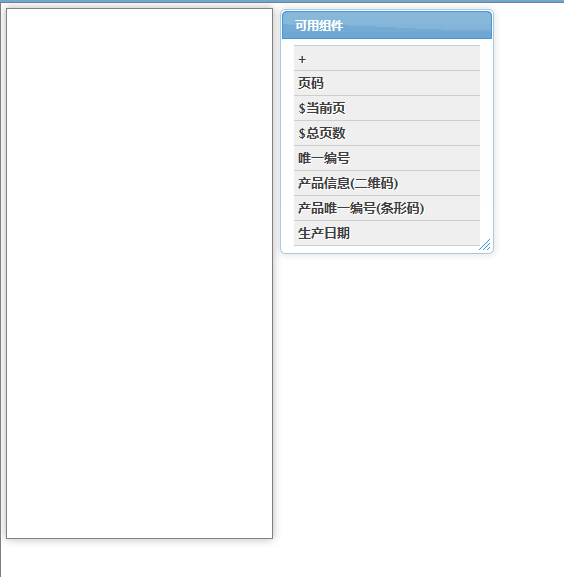 可用组件
+
页码
$当前页
$总页数
唯一编号
产品信息(二维码)
产品唯一编号(条形码)
生产日期